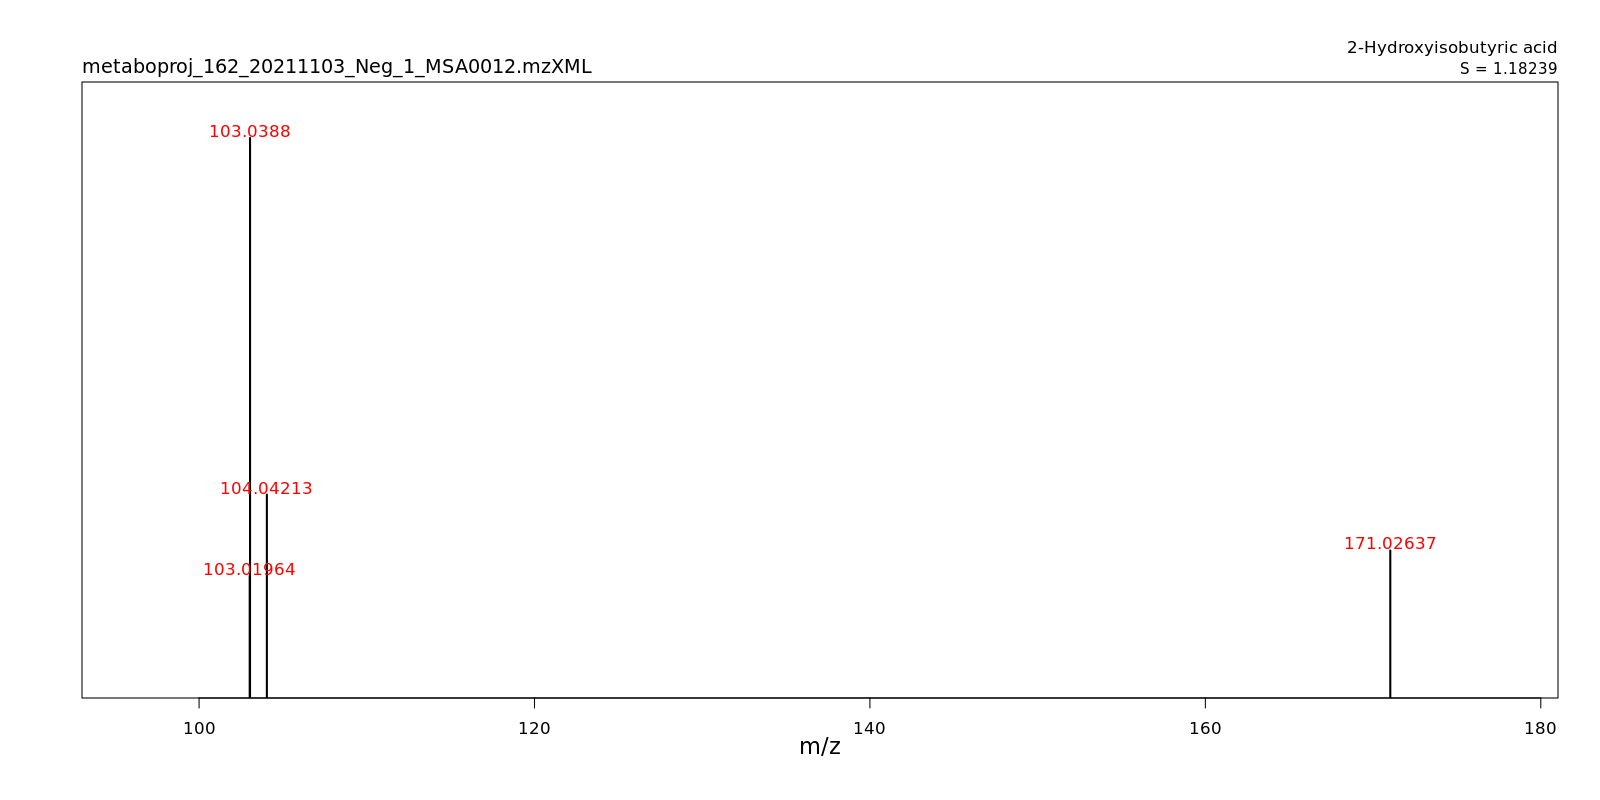 2-Hydroxyisobutyric acid
metaboproj_162_20211103_Neg_1_MSA0012.mzXML
S = 1.18239
103.0388
104.04213
171.02637
103.01964
100 120 140 160 180
m/z